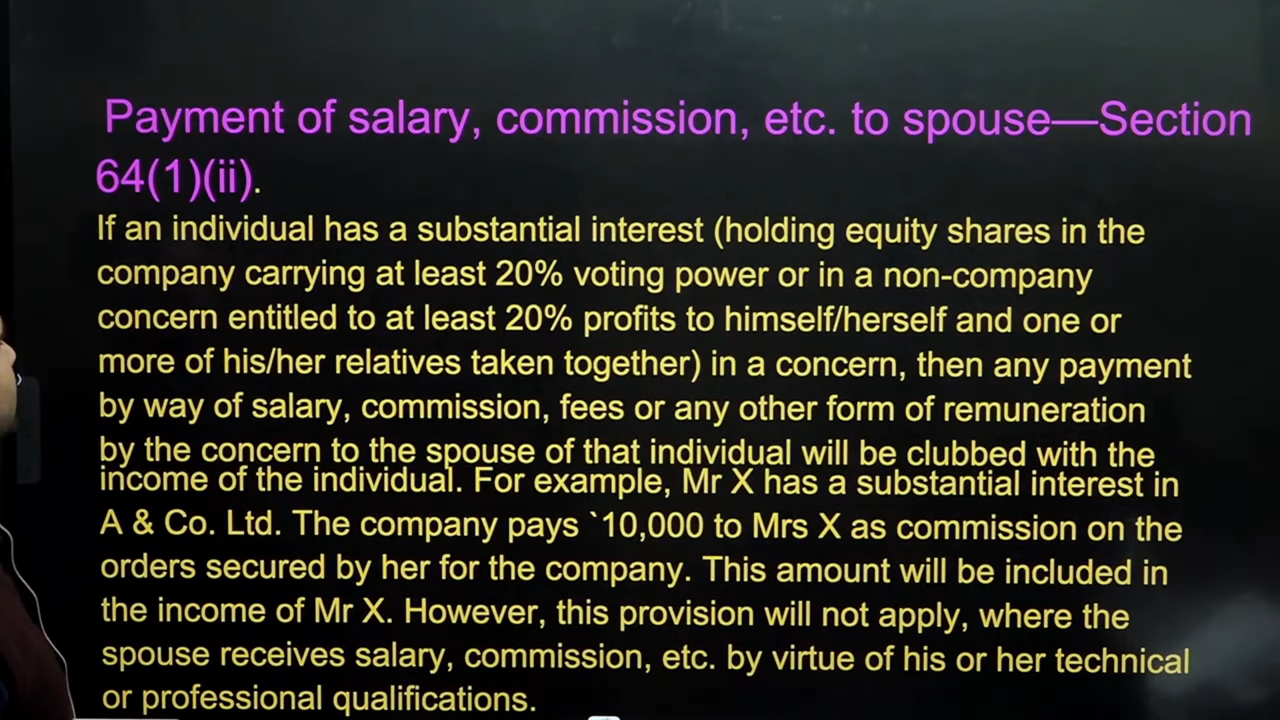 Payment of salary, commission, etc. to spouse—Section
64(1)(ii).
If an individual has a substantial interest (holding equity shares in the
company carrying at least 20% voting power or in a non-company
concern entitled to at least 20% profits to himself/herself and one or
more of his/her relatives taken together) in a concern, then any payment
by way of salary, commission, fees or any other form of remuneration
by the concern to the spouse of that individual will be clubbed with the
income of the individual. For example, Mr X has a substantial interest in
A & Co. Ltd. The company pays `10,000 to Mrs X as commission on the
orders secured by her for the company. This amount will be included in
the income of Mr X. However, this provision will not apply, where the
spouse receives salary, commission, etc. by virtue of his or her technical
or professional qualifications.